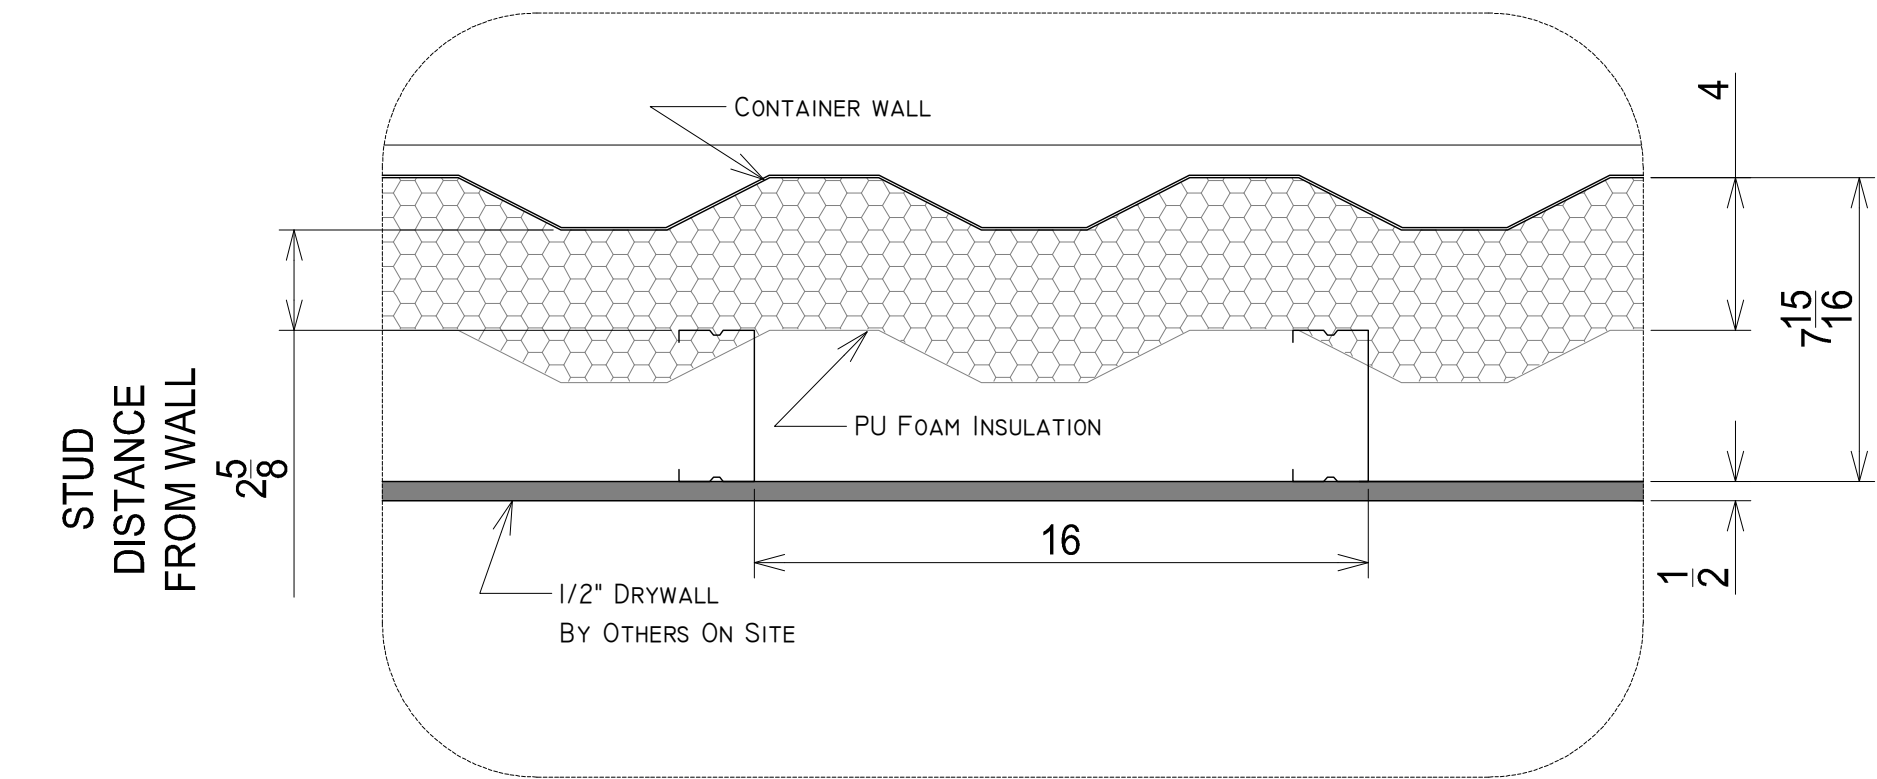 CONTAINER WALL
4
7 15/16
PU FOAM INSULATION
STUD
DISTANCE
FROM WALL
2 5/8
16
1/2
1/2" DRYWALL
BY OTHERS ON SITE